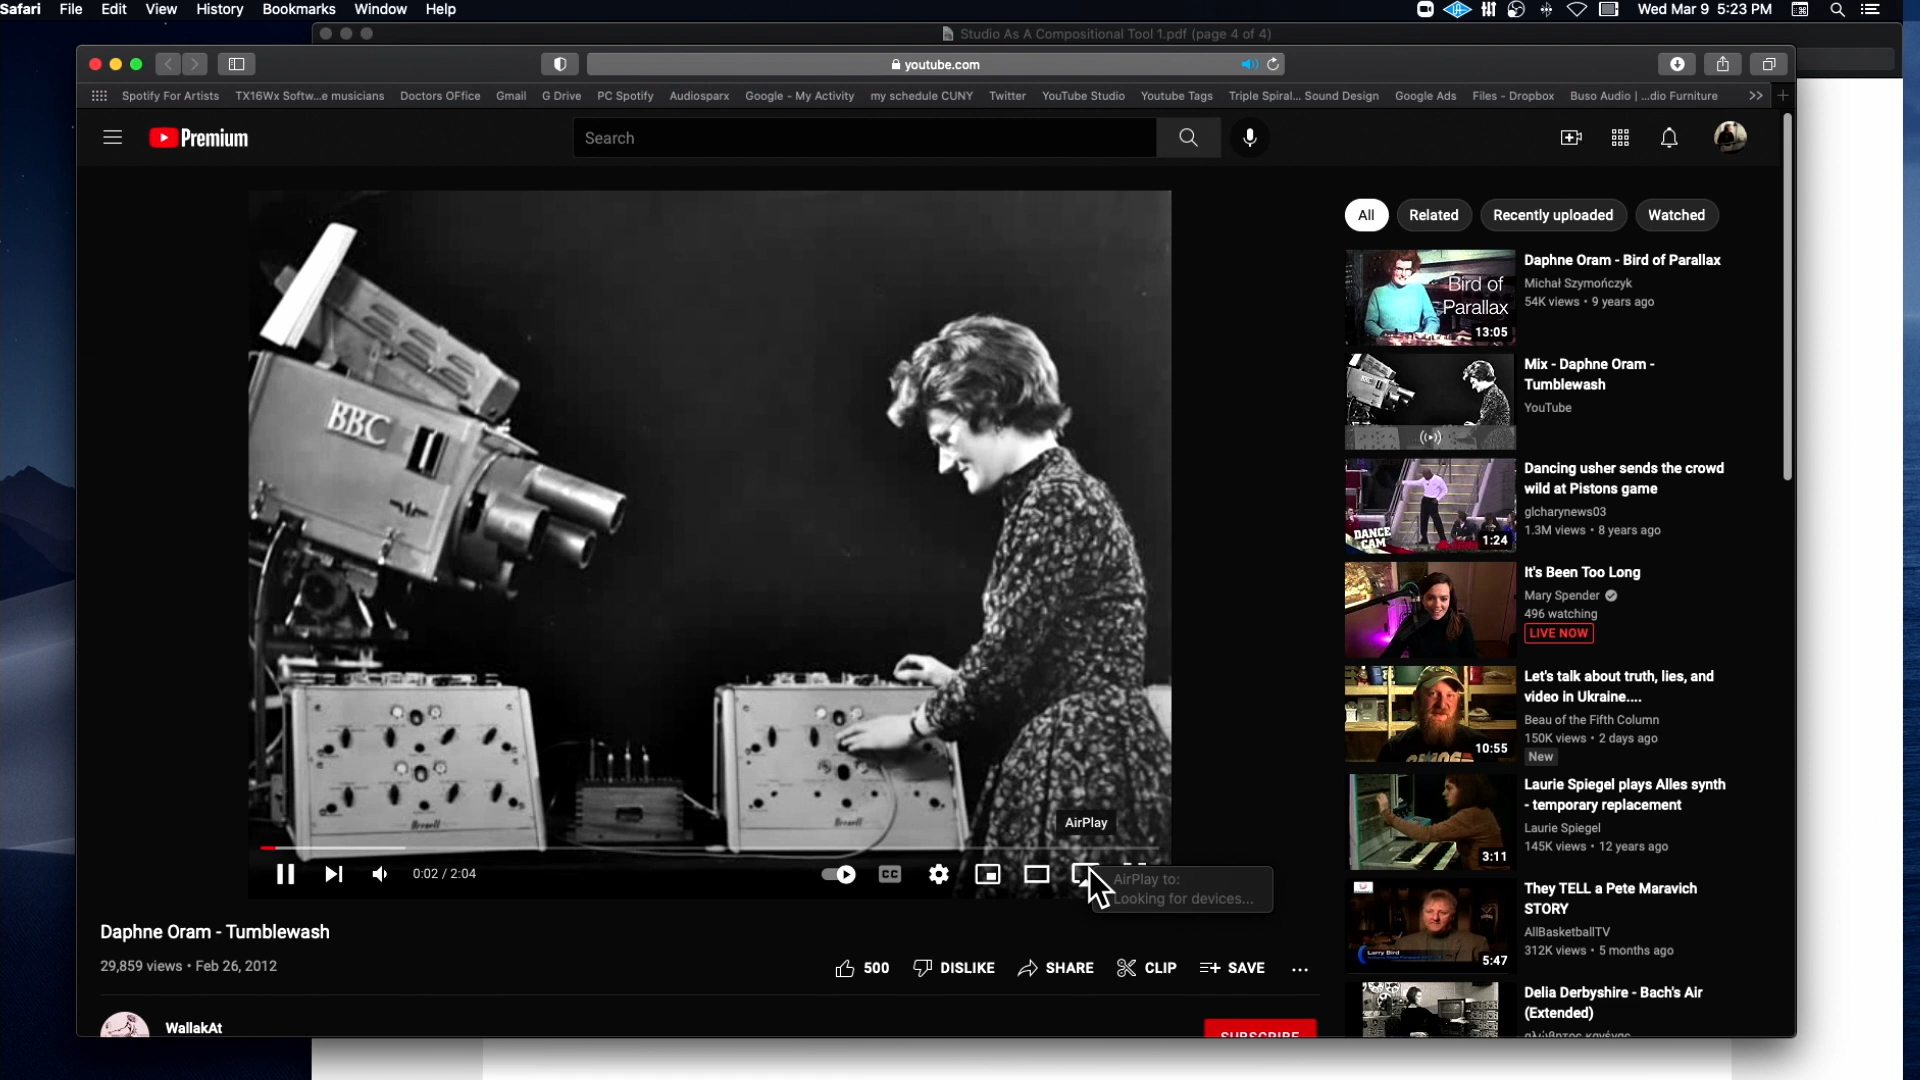 Safari File Edit View History Bookmarks Window Help
Wed Mar 9 5:23 PM
Studio As A Compositional Tool 1.pdf (page 4 of 4)
youtube.com
Spotify For Artists TX16Wx Softw...e musicians Doctors OFfice Gmail G Drive PC Spotify Audiosparx Google - My Activity my schedule CUNY Twitter YouTube Studio Youtube Tags Triple Spiral... Sound Design Google Ads Files - Dropbox Buso Audio | ...dio Furniture >>
Premium
Search
All Related Recently uploaded Watched
BBC
Brenell
Brenell
AirPlay
0:02 / 2:04
CC
AirPlay to:
Looking for devices...
Daphne Oram - Tumblewash
29,859 views • Feb 26, 2012
500 DISLIKE SHARE CLIP SAVE ...
WallakAt
SUBSCRIBE
Bird of
Parallax
13:05
Daphne Oram - Bird of Parallax
Michał Szymończyk
54K views • 9 years ago
BBC
Mix - Daphne Oram -
Tumblewash
YouTube
DANCE
CAM
1:24
Dancing usher sends the crowd
wild at Pistons game
glcharynews03
1.3M views • 8 years ago
It's Been Too Long
Mary Spender
496 watching
LIVE NOW
10:55
Let's talk about truth, lies, and
video in Ukraine....
Beau of the Fifth Column
150K views • 2 days ago
New
3:11
Laurie Spiegel plays Alles synth
- temporary replacement
Laurie Spiegel
145K views • 12 years ago
Larry Bird
5:47
They TELL a Pete Maravich
STORY
AllBasketballTV
312K views • 5 months ago
Delia Derbyshire - Bach's Air
(Extended)